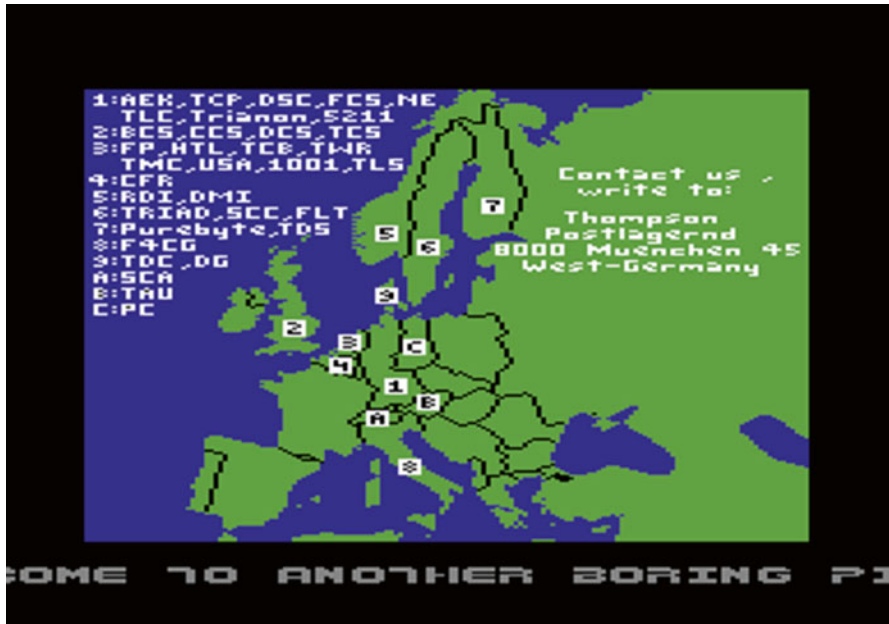 1:AEK,TCP,DSC,FCS,NE
TLC,Trianon,5211
2:BCS,CCS,DCS,TCS
3:FP,HTL,TCB,TWR
TMC,USA,1001,TLS
4:CFR
5:RDI,DMI
6:TRIAD,SCC,FLT
7:Purebyte,TDS
8:F4CG
9:TDC,DG
A:SCA
B:TAU
C:PC
Contact us ,
write to:
Thompson
Postlagernd
8000 Muenchen 45
West-Germany
7
5
6
9
2
3
C
4
1
B
A
8
COME TO ANOTHER BORING PI